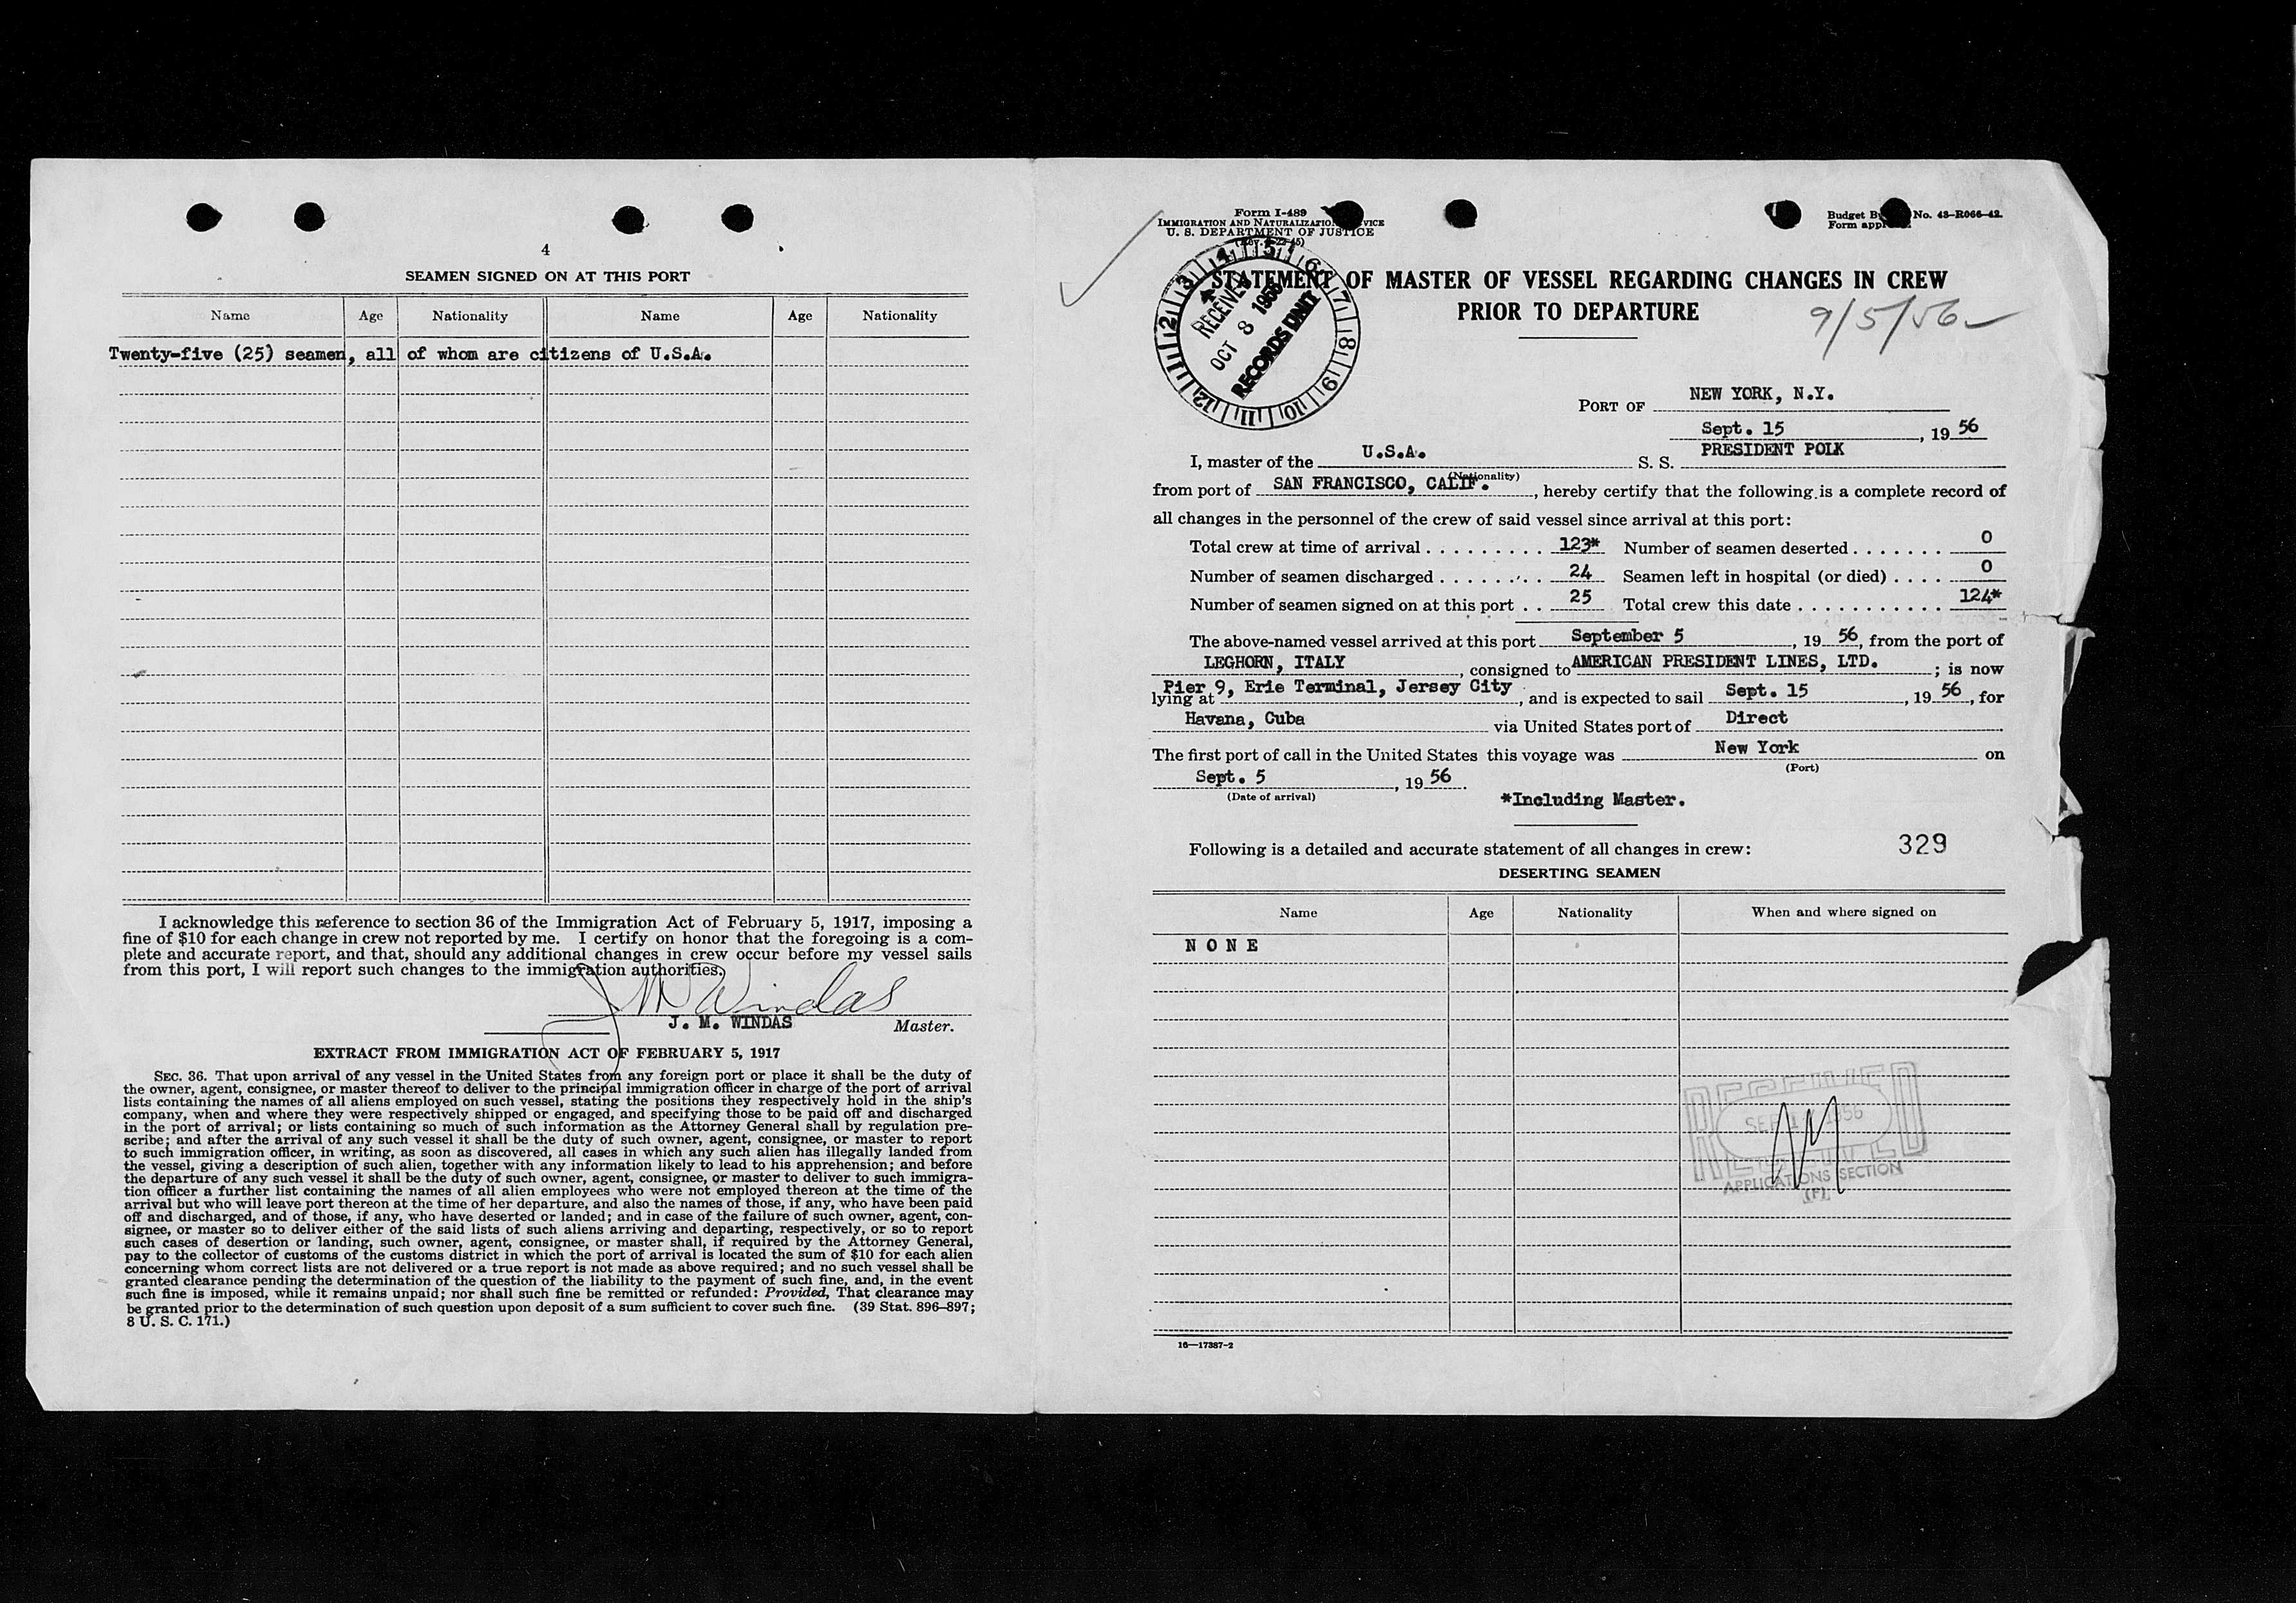 4
SEAMEN SIGNED ON AT THIS PORT
Name Age Nationality Name Age Nationality
Twenty-five (25) seamen, all of whom are citizens of U.S.A.
I acknowledge this reference to section 36 of the Immigration Act of February 5, 1917, imposing a
fine of $10 for each change in crew not reported by me. I certify on honor that the foregoing is a com-
plete and accurate report, and that, should any additional changes in crew occur before my vessel sails
from this port, I will report such changes to the immigration authorities.
J M Windas
J. M. WINDAS Master.
EXTRACT FROM IMMIGRATION ACT OF FEBRUARY 5, 1917
SEC. 36. That upon arrival of any vessel in the United States from any foreign port or place it shall be the duty of
the owner, agent, consignee, or master thereof to deliver to the principal immigration officer in charge of the port of arrival
lists containing the names of all aliens employed on such vessel, stating the positions they respectively hold in the ship's
company, when and where they were respectively shipped or engaged, and specifying those to be paid off and discharged
in the port of arrival; or lists containing so much of such information as the Attorney General shall by regulation pre-
scribe; and after the arrival of any such vessel it shall be the duty of such owner, agent, consignee, or master to report
to such immigration officer, in writing, as soon as discovered, all cases in which any such alien has illegally landed from
the vessel, giving a description of such alien, together with any information likely to lead to his apprehension; and before
the departure of any such vessel it shall be the duty of such owner, agent, consignee, or master to deliver to such immigra-
tion officer a further list containing the names of all alien employees who were not employed thereon at the time of the
arrival but who will leave port thereon at the time of her departure, and also the names of those, if any, who have been paid
off and discharged, and of those, if any, who have deserted or landed; and in case of the failure of such owner, agent, con-
signee, or master so to deliver either of the said lists of such aliens arriving and departing, respectively, or so to report
such cases of desertion or landing, such owner, agent, consignee, or master shall, if required by the Attorney General,
pay to the collector of customs of the customs district in which the port of arrival is located the sum of $10 for each alien
concerning whom correct lists are not delivered or a true report is not made as above required; and no such vessel shall be
granted clearance pending the determination of the question of the liability to the payment of such fine, and, in the event
such fine is imposed, while it remains unpaid; nor shall such fine be remitted or refunded: Provided, That clearance may
be granted prior to the determination of such question upon deposit of a sum sufficient to cover such fine. (39 Stat. 896–897;
8 U. S. C. 171.)
Form I-489
IMMIGRATION AND NATURALIZATION SERVICE
U. S. DEPARTMENT OF JUSTICE
Budget No. 43-R066-42.
Form
STATEMENT OF MASTER OF VESSEL REGARDING CHANGES IN CREW
PRIOR TO DEPARTURE
9/5/56
1 2 3 4 5 6 7 8 9 10 11 12
RECEIVED
OCT 8 1956
RECORDS UNIT
PORT OF NEW YORK, N.Y.
Sept. 15, 19 56
I, master of the U.S.A. S. S. PRESIDENT POLK
(Nationality)
from port of SAN FRANCISCO, CALIF., hereby certify that the following is a complete record of
all changes in the personnel of the crew of said vessel since arrival at this port:
Total crew at time of arrival . . . . . . . . . 123* Number of seamen deserted . . . . . . . 0
Number of seamen discharged . . . . . . . . 24 Seamen left in hospital (or died) . . . . 0
Number of seamen signed on at this port . . 25 Total crew this date . . . . . . . . . . . 124*
The above-named vessel arrived at this port September 5, 19 56, from the port of
LEGHORN, ITALY, consigned to AMERICAN PRESIDENT LINES, LTD.; is now
lying at Pier 9, Erie Terminal, Jersey City, and is expected to sail Sept. 15, 19 56, for
Havana, Cuba via United States port of Direct
The first port of call in the United States this voyage was New York on
(Port)
Sept. 5, 19 56.
(Date of arrival)
*Including Master.
Following is a detailed and accurate statement of all changes in crew: 329
DESERTING SEAMEN
Name Age Nationality When and where signed on
N O N E
RECEIVED
SEP 1956
APPLICATIONS SECTION
(F)
16—17387-2